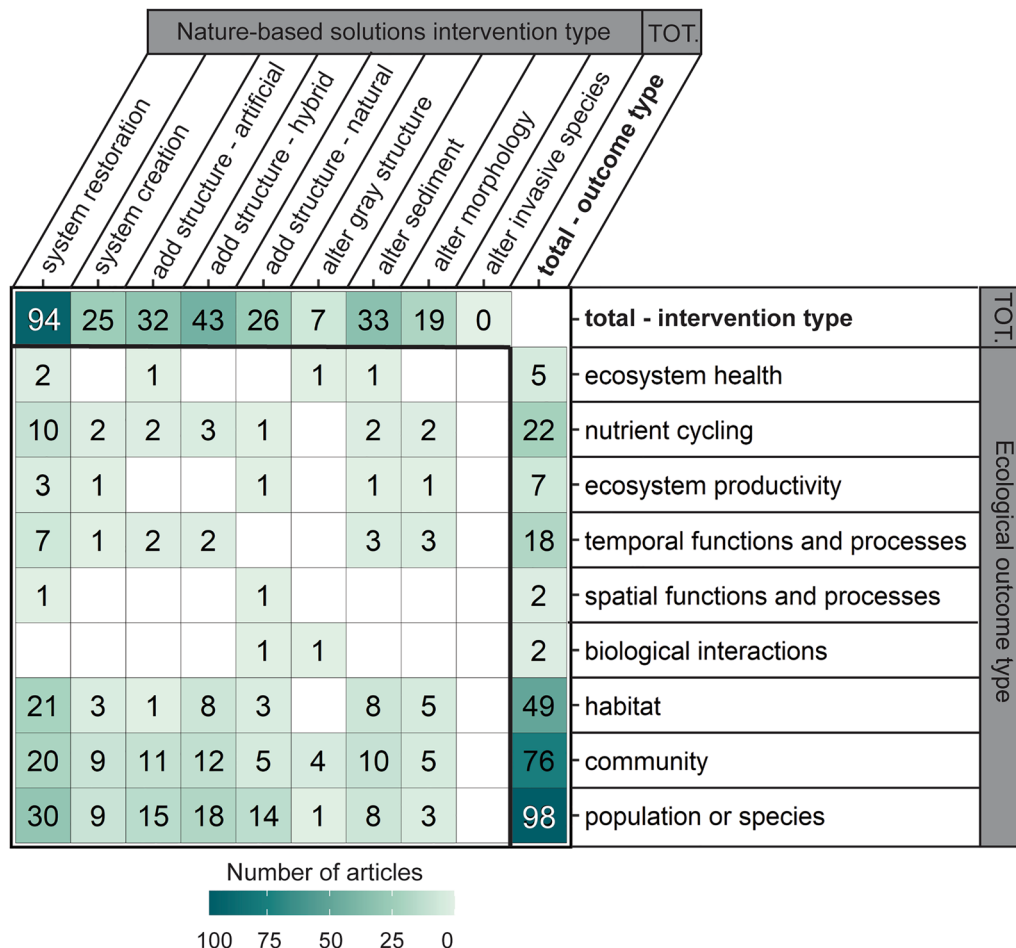 Nature-based solutions intervention type TOT.
system restoration
system creation
add structure - artificial
add structure - hybrid
add structure - natural
alter gray structure
alter sediment
alter morphology
alter invasive species
total - outcome type
94 25 32 43 26 7 33 19 0 total - intervention type
TOT.
2 1 1 1 5 ecosystem health
10 2 2 3 1 2 2 22 nutrient cycling
3 1 1 1 1 7 ecosystem productivity
7 1 2 2 3 3 18 temporal functions and processes
1 1 2 spatial functions and processes
1 1 2 biological interactions
21 3 1 8 3 8 5 49 habitat
20 9 11 12 5 4 10 5 76 community
30 9 15 18 14 1 8 3 98 population or species
Ecological outcome type
Number of articles
100 75 50 25 0